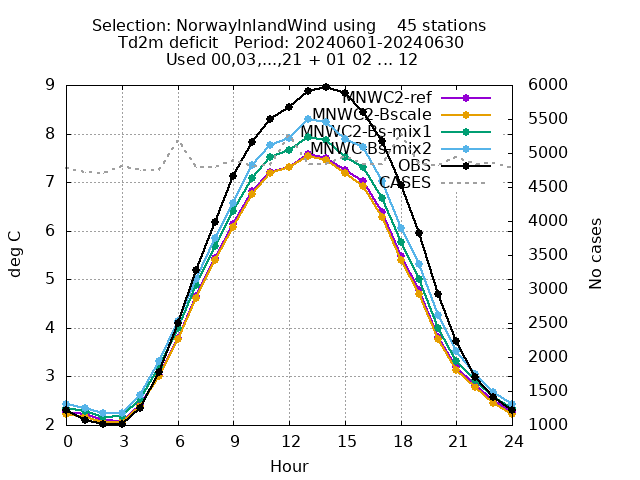 Selection: NorwayInlandWind using    45 stations
Td2m deficit   Period: 20240601-20240630
Used 00,03,...,21 + 01 02 ... 12
MNWC2-ref
MNWC2-Bscale
MNWC2-Bs-mix1
MNWC-Bs-mix2
OBS
CASES
deg C
9
8
7
6
5
4
3
2
6000
5500
5000
4500
4000
3500
3000
2500
2000
1500
1000
No cases
0 3 6 9 12 15 18 21 24
Hour